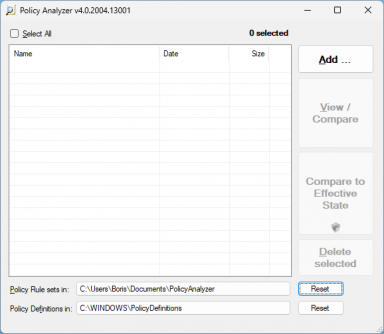 Policy Analyzer v4.0.2004.13001
Select All
0 selected
Name Date Size
Add ...
View /
Compare
Compare to
Effective
State
Delete
selected
Policy Rule sets in: C:\Users\Boris\Documents\PolicyAnalyzer Reset
Policy Definitions in: C:\WINDOWS\PolicyDefinitions Reset